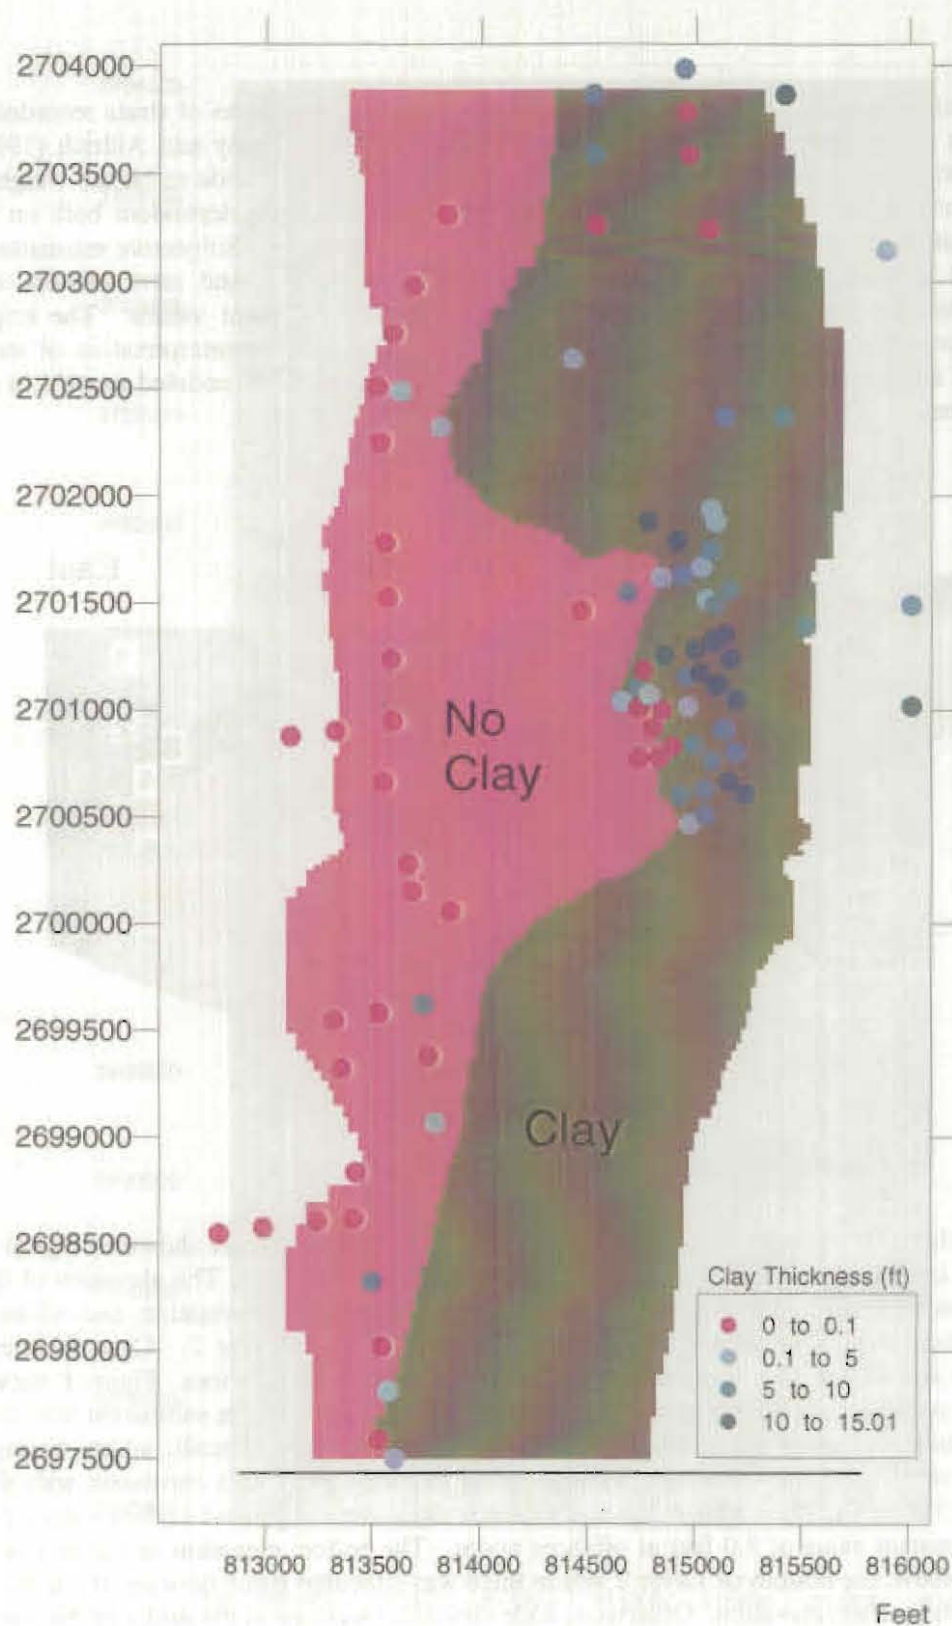 2704000
2703500
2703000
2702500
2702000
2701500
2701000
2700500
2700000
2699500
2699000
2698500
2698000
2697500
No
Clay
Clay
Clay Thickness (ft)
0 to 0.1
0.1 to 5
5 to 10
10 to 15.01
813000 813500 814000 814500 815000 815500 816000
Feet